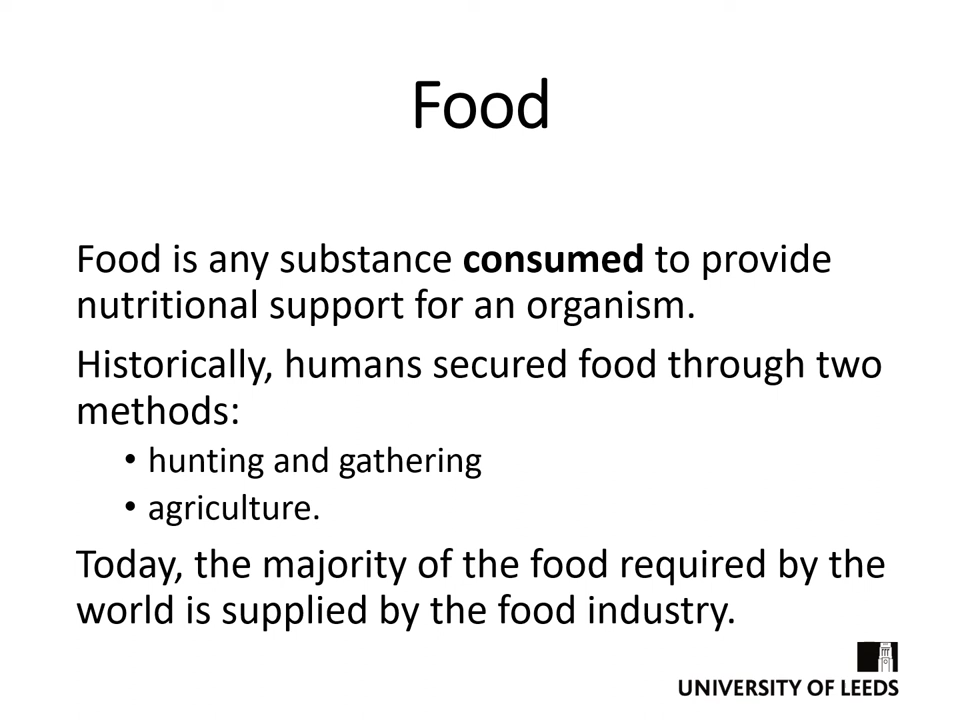 Food
Food is any substance consumed to provide
nutritional support for an organism.
Historically, humans secured food through two
methods:
• hunting and gathering
• agriculture.
Today, the majority of the food required by the
world is supplied by the food industry.
UNIVERSITY OF LEEDS